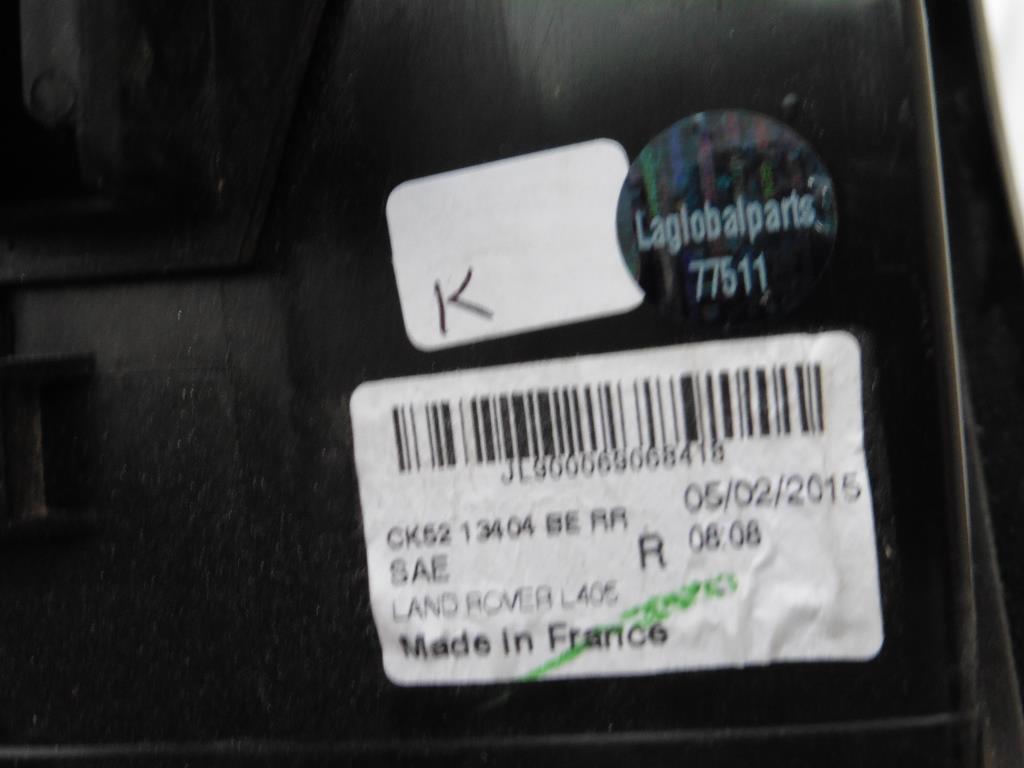 K
Laglobalparts
77511
JL900069068418
05/02/2015
CK52 13404 BE RR
R 08:08
SAE
LAND ROVER L405
Made in France